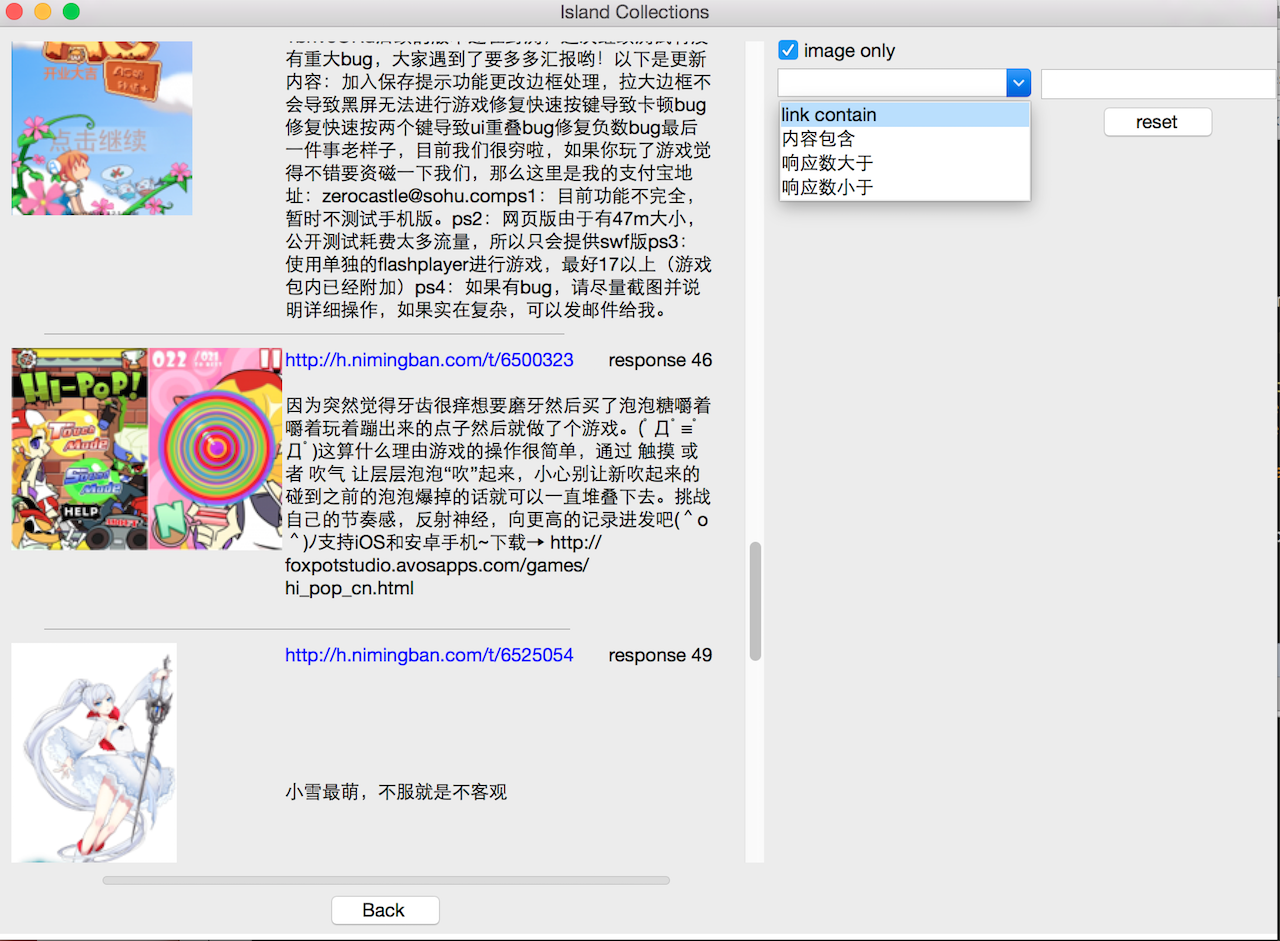 Island Collections
有重大bug，大家遇到了要多多汇报哟！以下是更新
内容：加入保存提示功能更改边框处理，拉大边框不
会导致黑屏无法进行游戏修复快速按键导致卡顿bug
修复快速按两个键导致ui重叠bug修复负数bug最后
一件事老样子，目前我们很穷啦，如果你玩了游戏觉
得不错要资磁一下我们，那么这里是我的支付宝地
址：zerocastle@sohu.comps1：目前功能不完全，
暂时不测试手机版。ps2：网页版由于有47m大小，
公开测试耗费太多流量，所以只会提供swf版ps3：
使用单独的flashplayer进行游戏，最好17以上（游戏
包内已经附加）ps4：如果有bug，请尽量截图并说
明详细操作，如果实在复杂，可以发邮件给我。
开业大吉
点击继续
image only
link contain
内容包含
响应数大于
响应数小于
reset
http://h.nimingban.com/t/6500323 response 46
因为突然觉得牙齿很痒想要磨牙然后买了泡泡糖嚼着
嚼着玩着蹦出来的点子然后就做了个游戏。(ﾟДﾟ≡ﾟ
Дﾟ)这算什么理由游戏的操作很简单，通过 触摸 或
者 吹气 让层层泡泡“吹”起来，小心别让新吹起来的
碰到之前的泡泡爆掉的话就可以一直堆叠下去。挑战
自己的节奏感，反射神经，向更高的记录进发吧(＾o
＾)ﾉ支持iOS和安卓手机~下载→ http://
foxpotstudio.avosapps.com/games/
hi_pop_cn.html
HI-POP!
Touch
Mode
Sound
Mode
HELP
022
http://h.nimingban.com/t/6525054 response 49
小雪最萌，不服就是不客观
Back